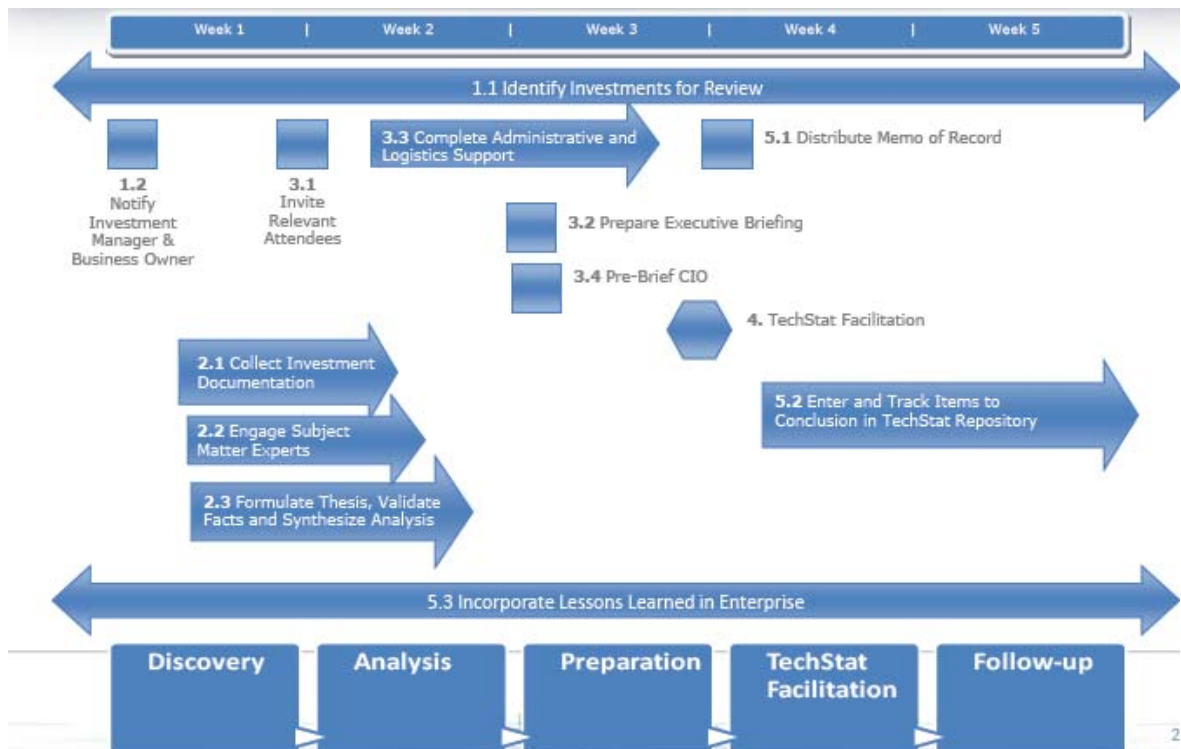 Week 1 | Week 2 | Week 3 | Week 4 | Week 5
1.1 Identify Investments for Review
1.2
Notify
Investment
Manager &
Business Owner
3.1
Invite
Relevant
Attendees
3.3 Complete Administrative and
Logistics Support
5.1 Distribute Memo of Record
3.2 Prepare Executive Briefing
3.4 Pre-Brief CIO
4. TechStat Facilitation
2.1 Collect Investment
Documentation
2.2 Engage Subject
Matter Experts
2.3 Formulate Thesis, Validate
Facts and Synthesize Analysis
5.2 Enter and Track Items to
Conclusion in TechStat Repository
5.3 Incorporate Lessons Learned in Enterprise
Discovery
Analysis
Preparation
TechStat
Facilitation
Follow-up
2